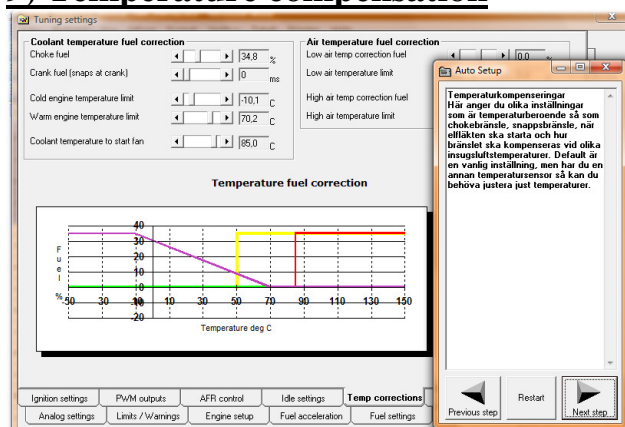 9) Temperature compensation
Tuning settings
Coolant temperature fuel correction
Choke fuel 34,8 %
Crank fuel (snaps at crank) 0 ms
Cold engine temperature limit -10,1 C
Warm engine temperature limit 70,2 C
Coolant temperature to start fan 85,0 C
Air temperature fuel correction
Low air temp correction fuel 0,0 %
Low air temp temperature limit
High air temp correction fuel
High air temp temperature limit
Temperature fuel correction
Fuel %
40
30
20
10
0
-20
-50 30 10 30 50 70 90 110 130 150
Temperature deg C
Ignition settings PWM outputs AFR control Idle settings Temp corrections
Analog settings Limits / Warnings Engine setup Fuel acceleration Fuel settings
Auto Setup
Temperaturkompenseringar
Här anger du olika inställningar
som är temperaturberoende så som
chokebränsle, snappsbränsle, när
elfläkten ska starta och hur
bränslet ska kompenseras vid olika
insugsluftstemperaturer. Default är
en vanlig inställning, men har du en
annan temperatursensor så kan du
behöva justera just temperaturer.
Previous step Restart Next step